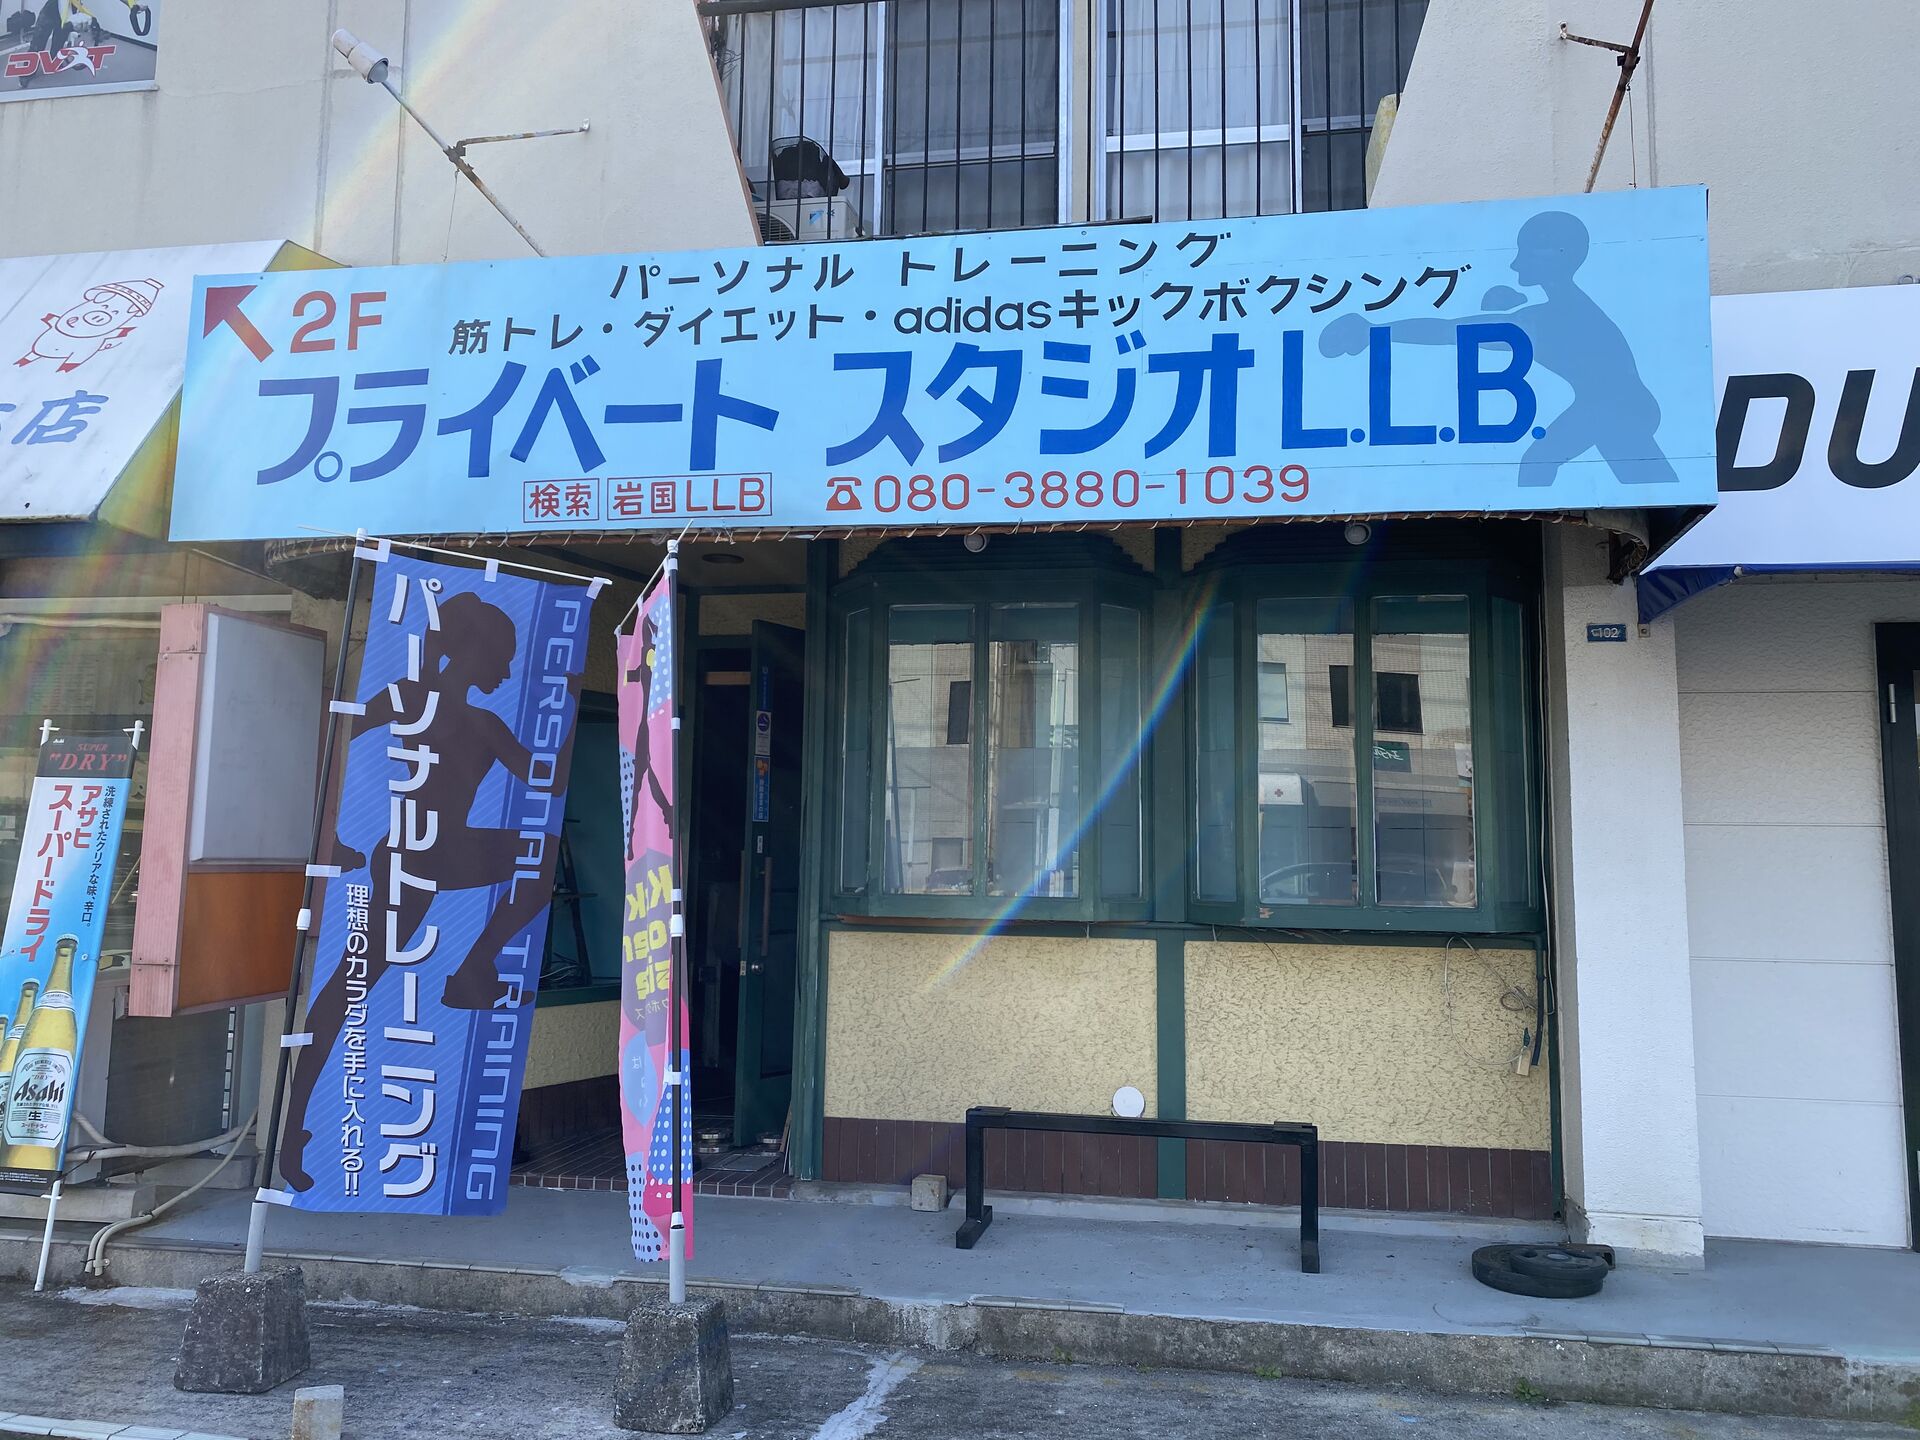 DVRT
2F
パーソナル トレーニング
筋トレ・ダイエット・adidasキックボクシング
プライベート スタジオL.L.B.
検索 岩国LLB ☎080-3880-1039
店
DU
102
パーソナルトレーニング
理想のカラダを手に入れる!!
PERSONAL TRAINING
SUPER
"DRY"
洗練されたクリアな味、辛口。
アサヒ
スーパードライ
Asahi
生